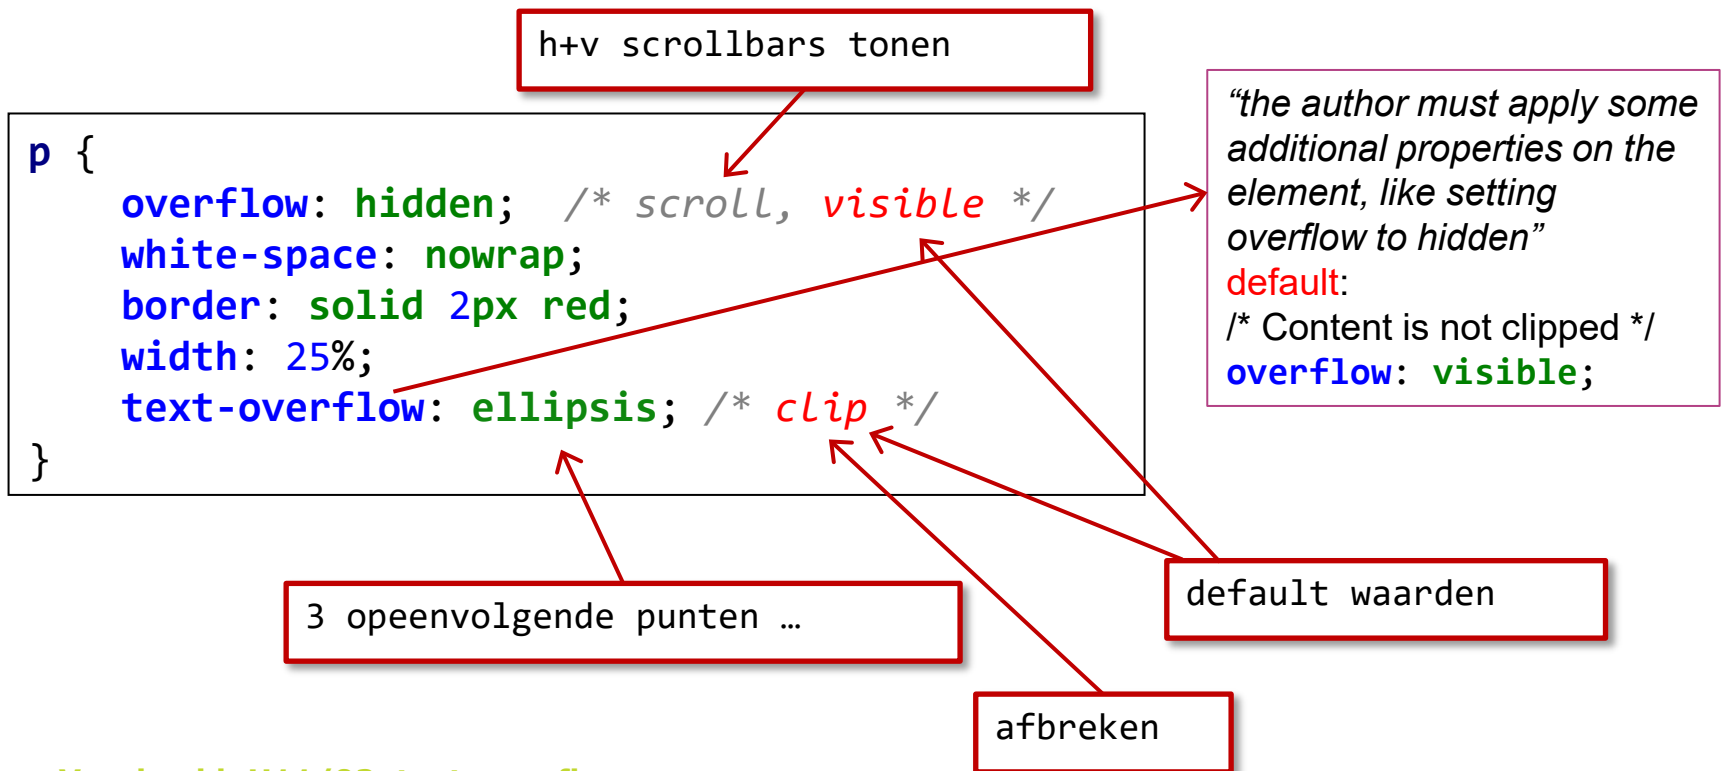 h+v scrollbars tonen
p {
overflow: hidden; /* scroll, visible */
white-space: nowrap;
border: solid 2px red;
width: 25%;
text-overflow: ellipsis; /* clip */
}
“the author must apply some
additional properties on the
element, like setting
overflow to hidden”
default:
/* Content is not clipped */
overflow: visible;
3 opeenvolgende punten …
default waarden
afbreken